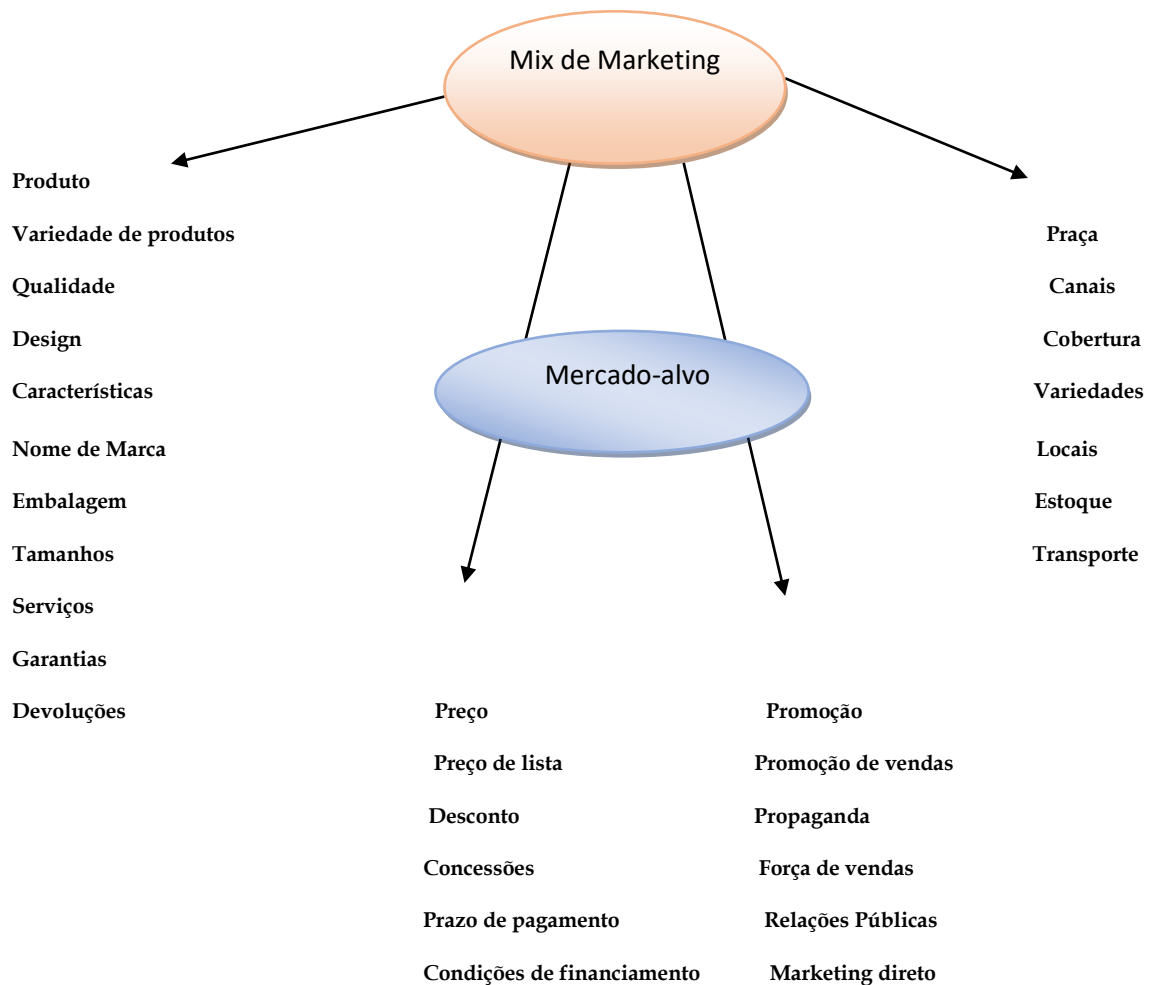 Mix de Marketing
Produto
Variedade de produtos
Qualidade
Design
Características
Nome de Marca
Embalagem
Tamanhos
Serviços
Garantias
Devoluções
Mercado-alvo
Praça
Canais
Cobertura
Variedades
Locais
Estoque
Transporte
Preço
Preço de lista
Desconto
Concessões
Prazo de pagamento
Condições de financiamento
Promoção
Promoção de vendas
Propaganda
Força de vendas
Relações Públicas
Marketing direto